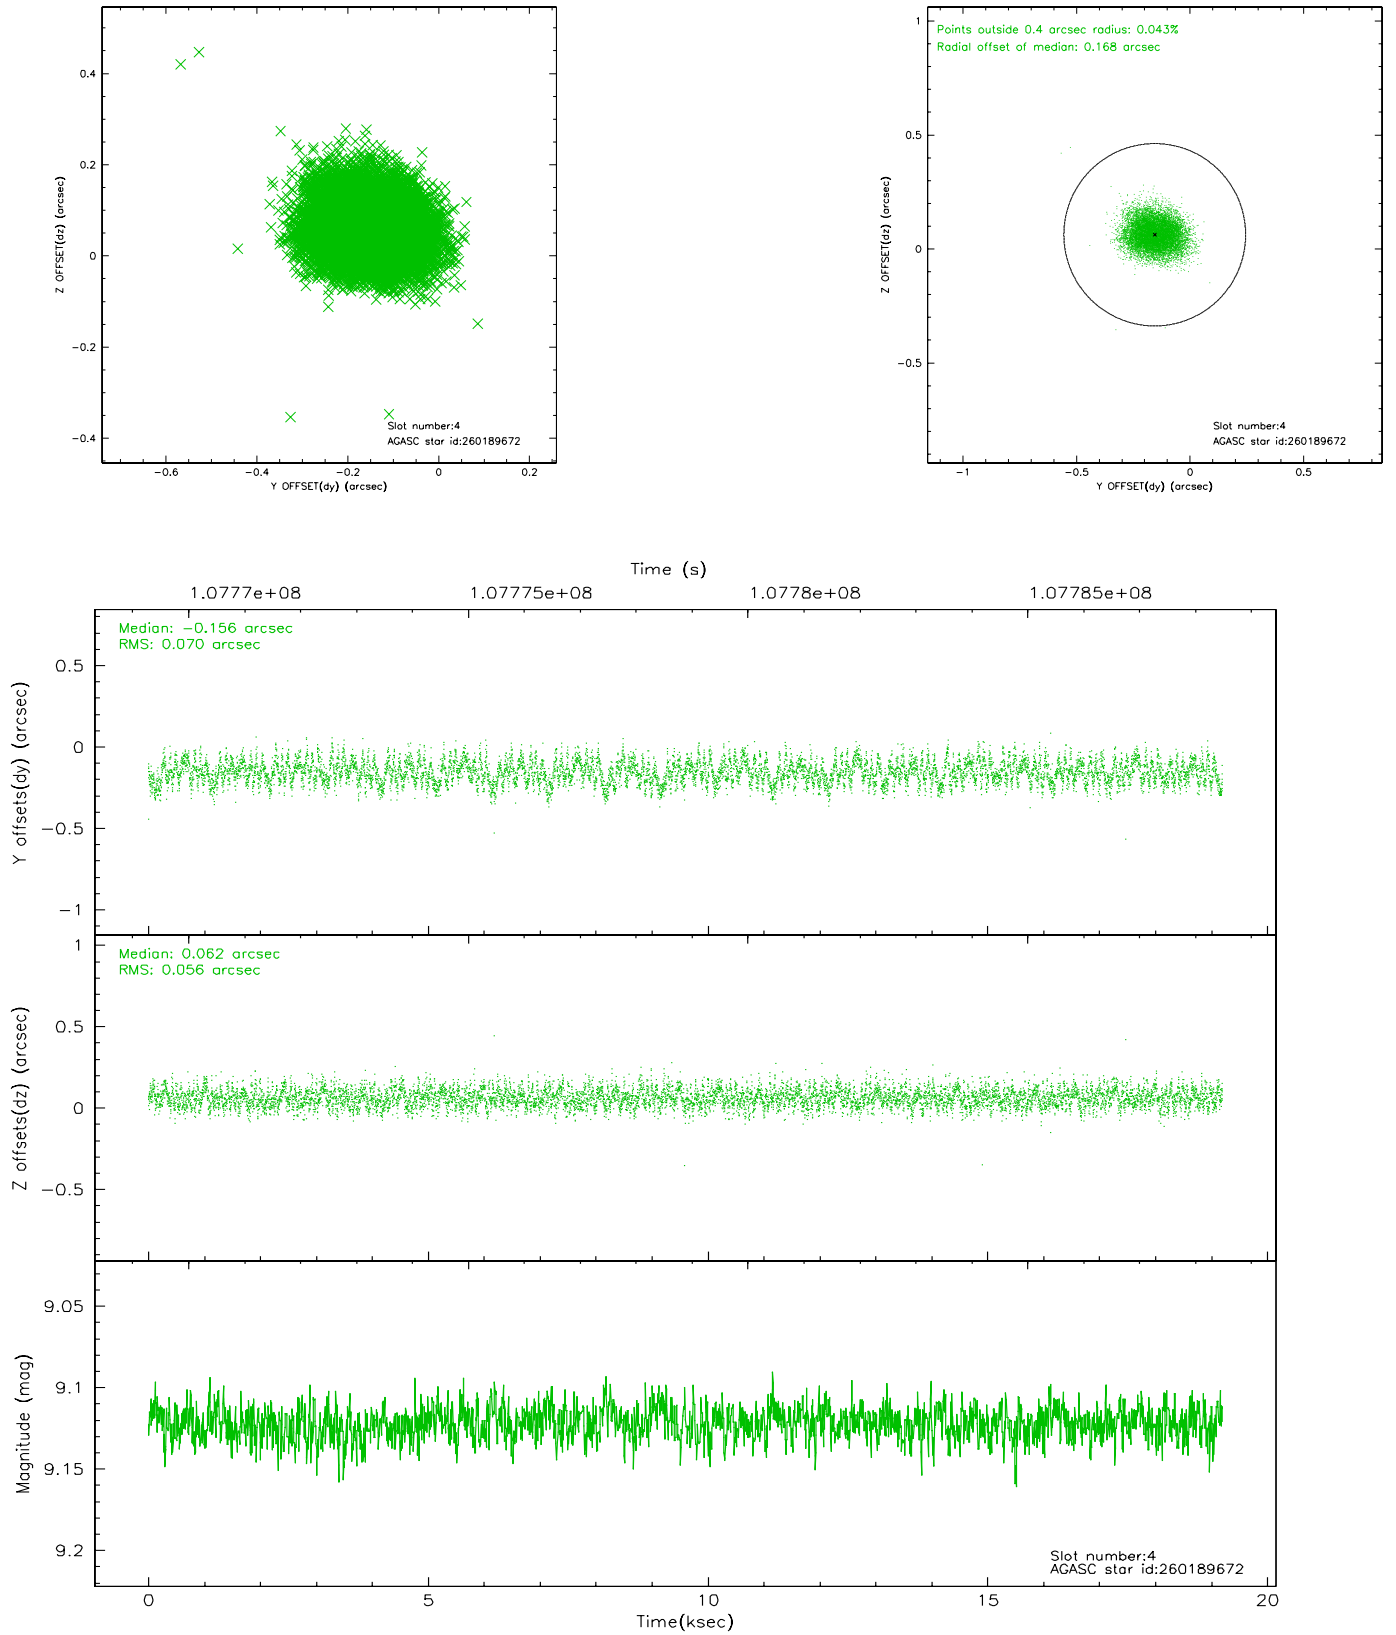 0.4
0.2
0
−0.2
−0.4
Z OFFSET(dz) (arcsec)
Slot number:4
AGASC star id:260189672
−0.6
−0.4
−0.2
0
0.2
Y OFFSET(dy) (arcsec)
Points outside 0.4 arcsec radius: 0.043%
Radial offset of median: 0.168 arcsec
1
0.5
0
−0.5
Z OFFSET(dz) (arcsec)
Slot number:4
AGASC star id:260189672
−1
−0.5
0
0.5
Y OFFSET(dy) (arcsec)
Time (s)
1.0777e+08
1.07775e+08
1.0778e+08
1.07785e+08
Median: −0.156 arcsec
RMS: 0.070 arcsec
0.5
0
−0.5
−1
Y offsets(dy) (arcsec)
Median: 0.062 arcsec
RMS: 0.056 arcsec
1
0.5
0
−0.5
Z offsets(dz) (arcsec)
9.05
9.1
9.15
9.2
Magnitude (mag)
Slot number:4
AGASC star id:260189672
0
5
10
15
20
Time(ksec)